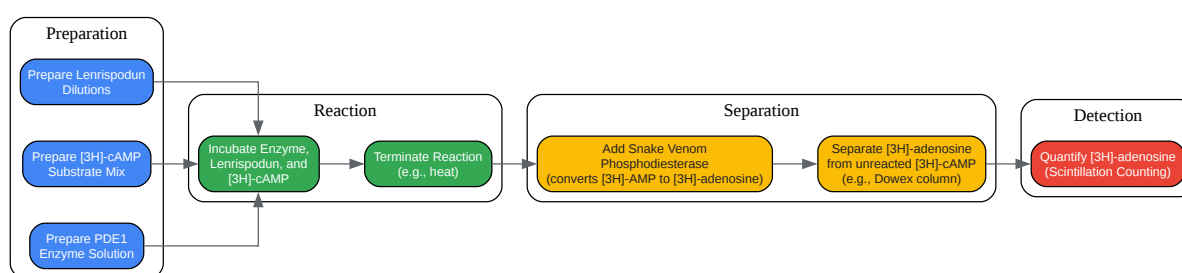 Preparation
Prepare Lenrispodun
Dilutions
Prepare [3H]-cAMP
Substrate Mix
Prepare PDE1
Enzyme Solution
Reaction
Incubate Enzyme,
Lenrispodun, and
[3H]-cAMP
Terminate Reaction
(e.g., heat)
Separation
Add Snake Venom
Phosphodiesterase
(converts [3H]-AMP to [3H]-adenosine)
Separate [3H]-adenosine
from unreacted [3H]-cAMP
(e.g., Dowex column)
Detection
Quantify [3H]-adenosine
(Scintillation Counting)